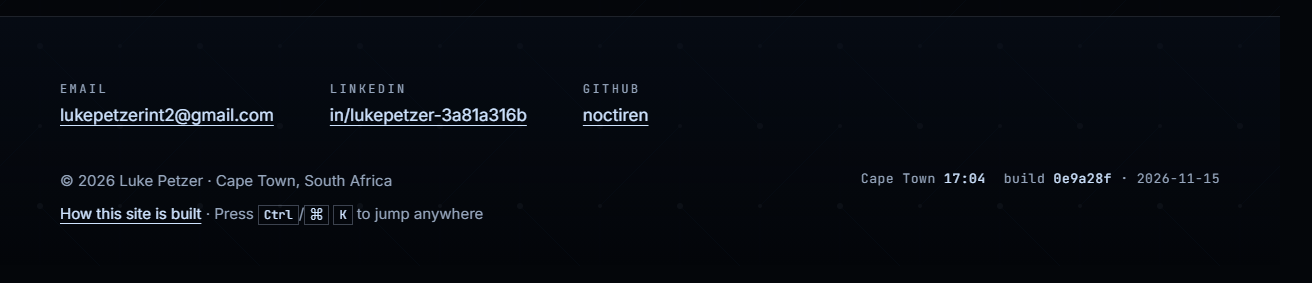 EMAIL
lukepetzerint2@gmail.com
LINKEDIN
in/lukepetzer-3a81a316b
GITHUB
noctiren
© 2026 Luke Petzer · Cape Town, South Africa
How this site is built · Press Ctrl/⌘ K to jump anywhere
Cape Town 17:04 build 0e9a28f · 2026-11-15